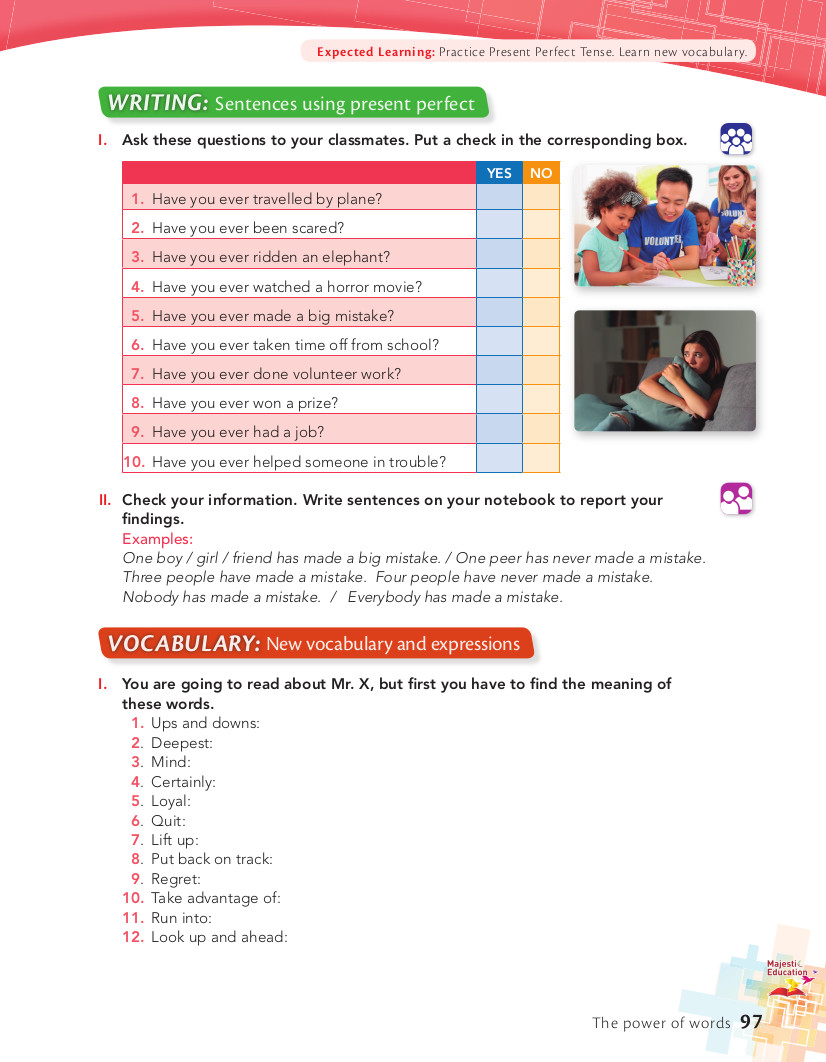 Expected Learning: Practice Present Perfect Tense. Learn new vocabulary.
WRITING: Sentences using present perfect
I. Ask these questions to your classmates. Put a check in the corresponding box.
YES NO
1. Have you ever travelled by plane?
2. Have you ever been scared?
3. Have you ever ridden an elephant?
4. Have you ever watched a horror movie?
5. Have you ever made a big mistake?
6. Have you ever taken time off from school?
7. Have you ever done volunteer work?
8. Have you ever won a prize?
9. Have you ever had a job?
10. Have you ever helped someone in trouble?
VOLUNTE
VOLUNT
II. Check your information. Write sentences on your notebook to report your
findings.
Examples:
One boy / girl / friend has made a big mistake. / One peer has never made a mistake.
Three people have made a mistake. Four people have never made a mistake.
Nobody has made a mistake. / Everybody has made a mistake.
VOCABULARY: New vocabulary and expressions
I. You are going to read about Mr. X, but first you have to find the meaning of
these words.
1. Ups and downs:
2. Deepest:
3. Mind:
4. Certainly:
5. Loyal:
6. Quit:
7. Lift up:
8. Put back on track:
9. Regret:
10. Take advantage of:
11. Run into:
12. Look up and ahead:
Majestic
Education
The power of words 97